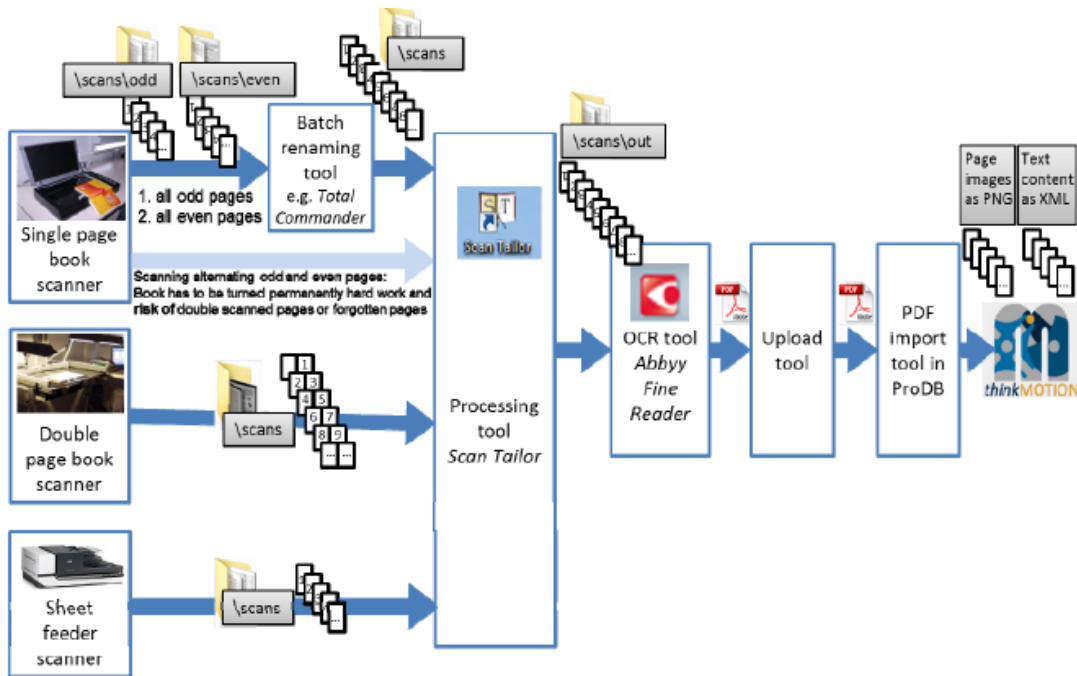 \scans\odd
\scans\even
\scans
1. all odd pages
2. all even pages
Batch
renaming
tool
e.g. Total
Commander
Single page
book
scanner
Scanning alternating odd and even pages:
Book has to be turned permanently hard work and
risk of double scanned pages or forgotten pages
Double
page book
scanner
\scans
1
2 3
4 5
6 7
8 9
... ...
Sheet
feeder
scanner
\scans
...
S T
Scan Tailor
Processing
tool
Scan Tailor
\scans\out
OCR tool
Abbyy
Fine
Reader
PDF
Upload
tool
PDF
PDF
import
tool in
ProDB
Page
images
as PNG
Text
content
as XML
thinkMOTION